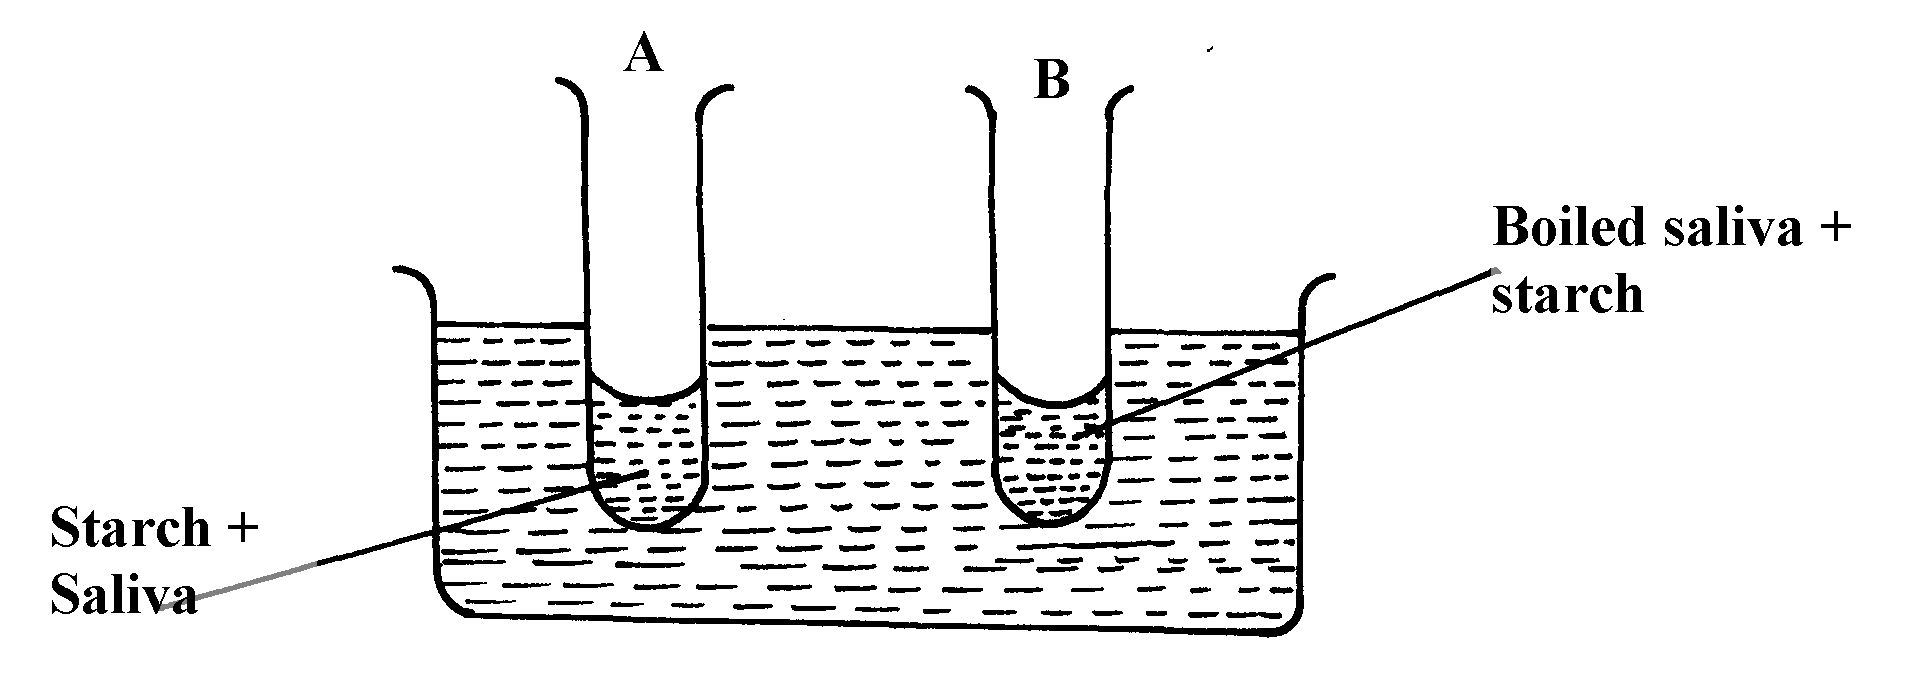 A
B
Boiled saliva +
starch
Starch +
Saliva